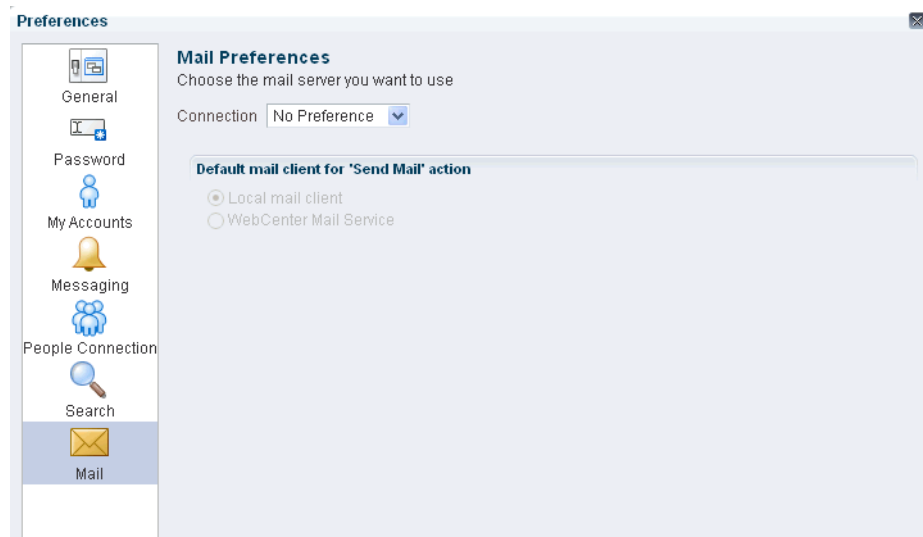 Preferences
General
Password
My Accounts
Messaging
People Connection
Search
Mail
Mail Preferences
Choose the mail server you want to use
Connection No Preference
Default mail client for 'Send Mail' action
Local mail client
WebCenter Mail Service